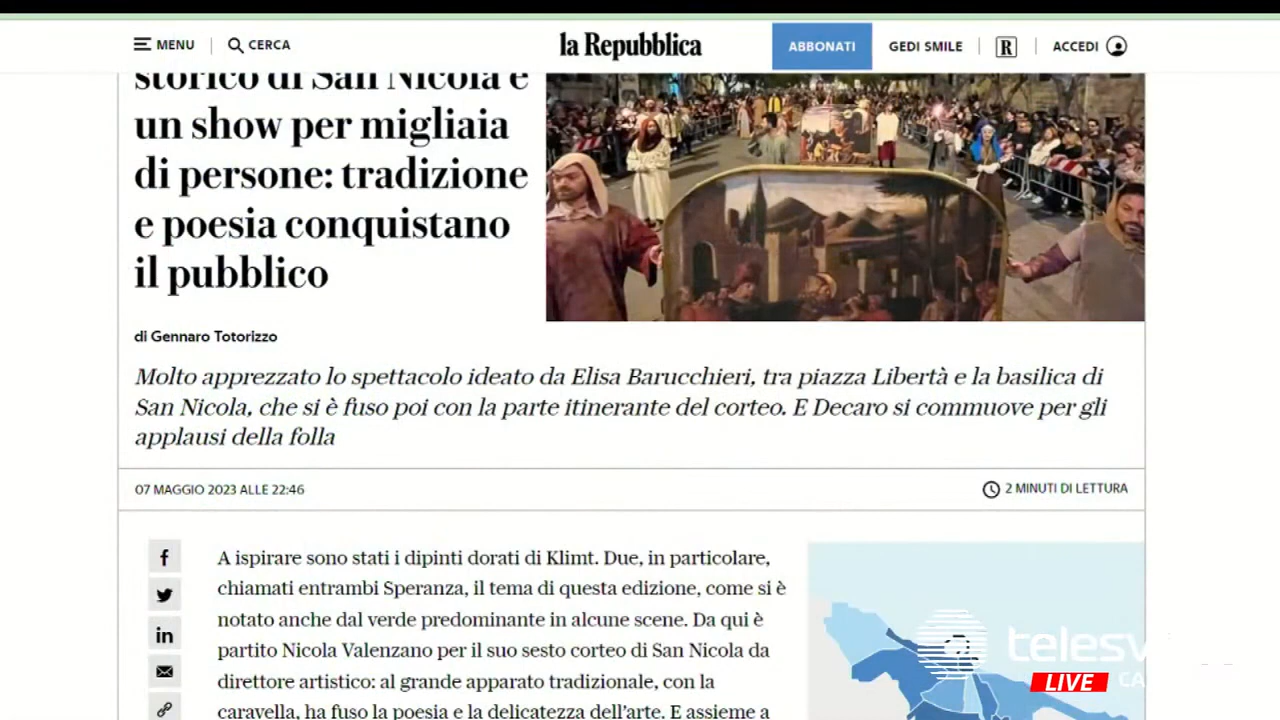 MENU
CERCA
la Repubblica
ABBONATI
GEDI SMILE
R
ACCEDI
storico di San Nicola è
un show per migliaia
di persone: tradizione
e poesia conquistano
il pubblico
di Gennaro Totorizzo
Molto apprezzato lo spettacolo ideato da Elisa Barucchieri, tra piazza Libertà e la basilica di
San Nicola, che si è fuso poi con la parte itinerante del corteo. E Decaro si commuove per gli
applausi della folla
07 MAGGIO 2023 ALLE 22:46
2 MINUTI DI LETTURA
A ispirare sono stati i dipinti dorati di Klimt. Due, in particolare,
chiamati entrambi Speranza, il tema di questa edizione, come si è
notato anche dal verde predominante in alcune scene. Da qui è
partito Nicola Valenzano per il suo sesto corteo di San Nicola da
direttore artistico: al grande apparato tradizionale, con la
caravella, ha fuso la poesia e la delicatezza dell'arte. E assieme a
LIVE